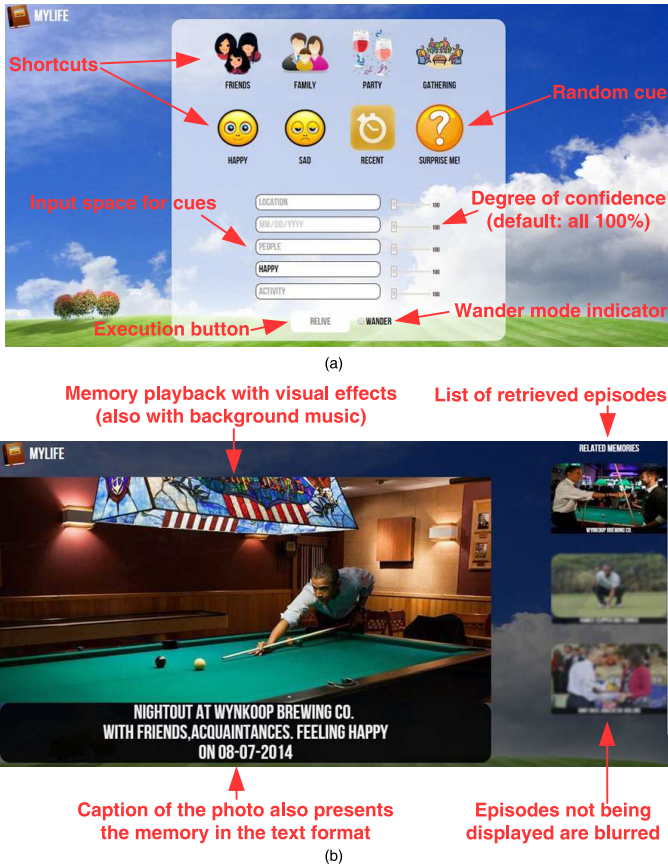 MYLIFE
Shortcuts
FRIENDS
FAMILY
PARTY
GATHERING
Random cue
HAPPY
SAD
RECENT
SURPRISE ME!
Input space for cues
LOCATION
100
Degree of confidence
(default: all 100%)
MM/DD/YYYY
100
PEOPLE
100
HAPPY
100
ACTIVITY
100
Wander mode indicator
Execution button
RELIVE
WANDER
(a)
Memory playback with visual effects
(also with background music)
List of retrieved episodes
MYLIFE
RELATED MEMORIES
WYNKOOP BREWING CO.
NIGHTOUT AT WYNKOOP BREWING CO.
WITH FRIENDS,ACQUAINTANCES. FEELING HAPPY
ON 08-07-2014
Caption of the photo also presents
the memory in the text format
Episodes not being
displayed are blurred
(b)